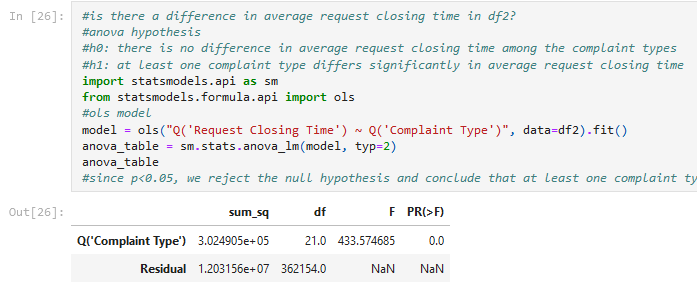 In [26]:
#is there a difference in average request closing time in df2?
#anova hypothesis
#h0: there is no difference in average request closing time among the complaint types
#h1: at least one complaint type differs significantly in average request closing time
import statsmodels.api as sm
from statsmodels.formula.api import ols
#ols model
model = ols("Q('Request Closing Time') ~ Q('Complaint Type')", data=df2).fit()
anova_table = sm.stats.anova_lm(model, typ=2)
anova_table
#since p<0.05, we reject the null hypothesis and conclude that at least one complaint ty
Out[26]:
sum_sq df F PR(>F)
Q('Complaint Type') 3.024905e+05 21.0 433.574685 0.0
Residual 1.203156e+07 362154.0 NaN NaN